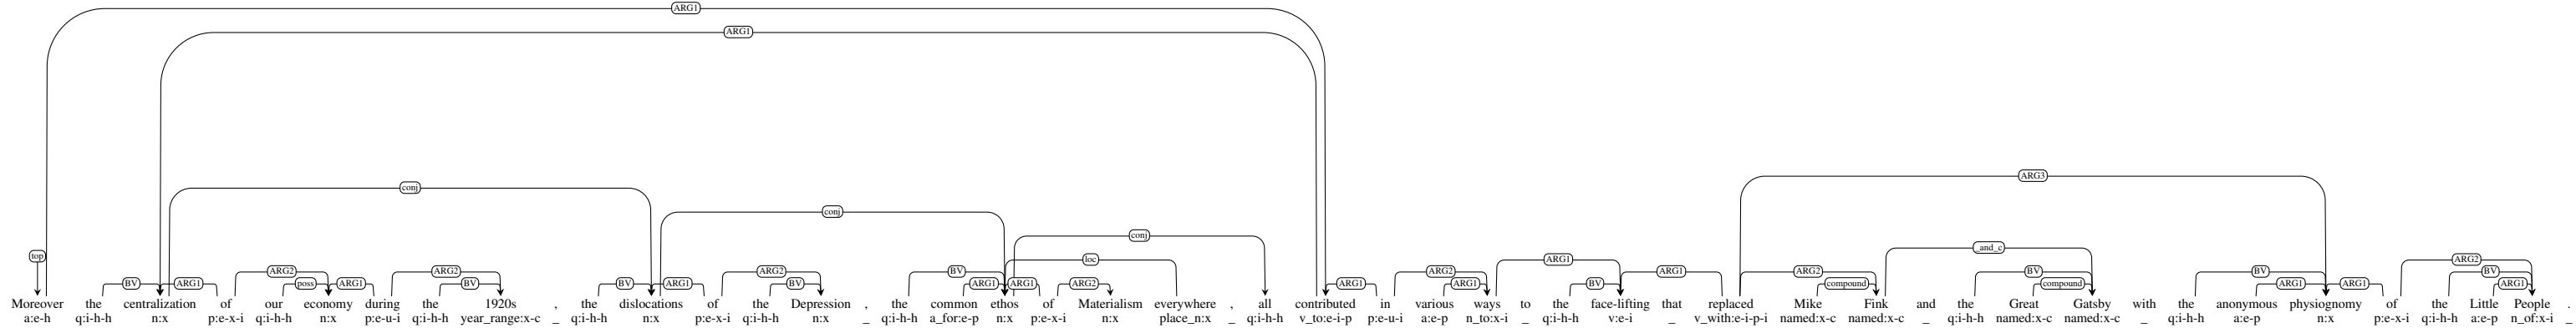 ARG1
ARG1
ARG3
conj
conj
conj
_and_c
top
loc
ARG2 ARG2 ARG2 BV ARG2 ARG1 ARG1 ARG2 BV BV ARG2
BV ARG1 poss ARG1 BV BV ARG1 BV ARG1 ARG1 ARG2 ARG1 ARG1 BV compound compound ARG1 ARG1 BV ARG1
Moreover the centralization of our economy during the 1920s , the dislocations of the Depression , the common ethos of Materialism everywhere , all contributed in various ways to the face-lifting that replaced Mike Fink and the Great Gatsby with the anonymous physiognomy of the Little People .
a:e-h q:i-h-h n:x p:e-x-i q:i-h-h n:x p:e-u-i q:i-h-h year_range:x-c _ q:i-h-h n:x p:e-x-i q:i-h-h n:x _ q:i-h-h a_for:e-p n:x p:e-x-i n:x place_n:x _ q:i-h-h v_to:e-i-p p:e-u-i a:e-p n_to:x-i _ q:i-h-h v:e-i _ v_with:e-i-p-i named:x-c named:x-c _ q:i-h-h named:x-c named:x-c _ q:i-h-h a:e-p n:x p:e-x-i q:i-h-h a:e-p n_of:x-i _